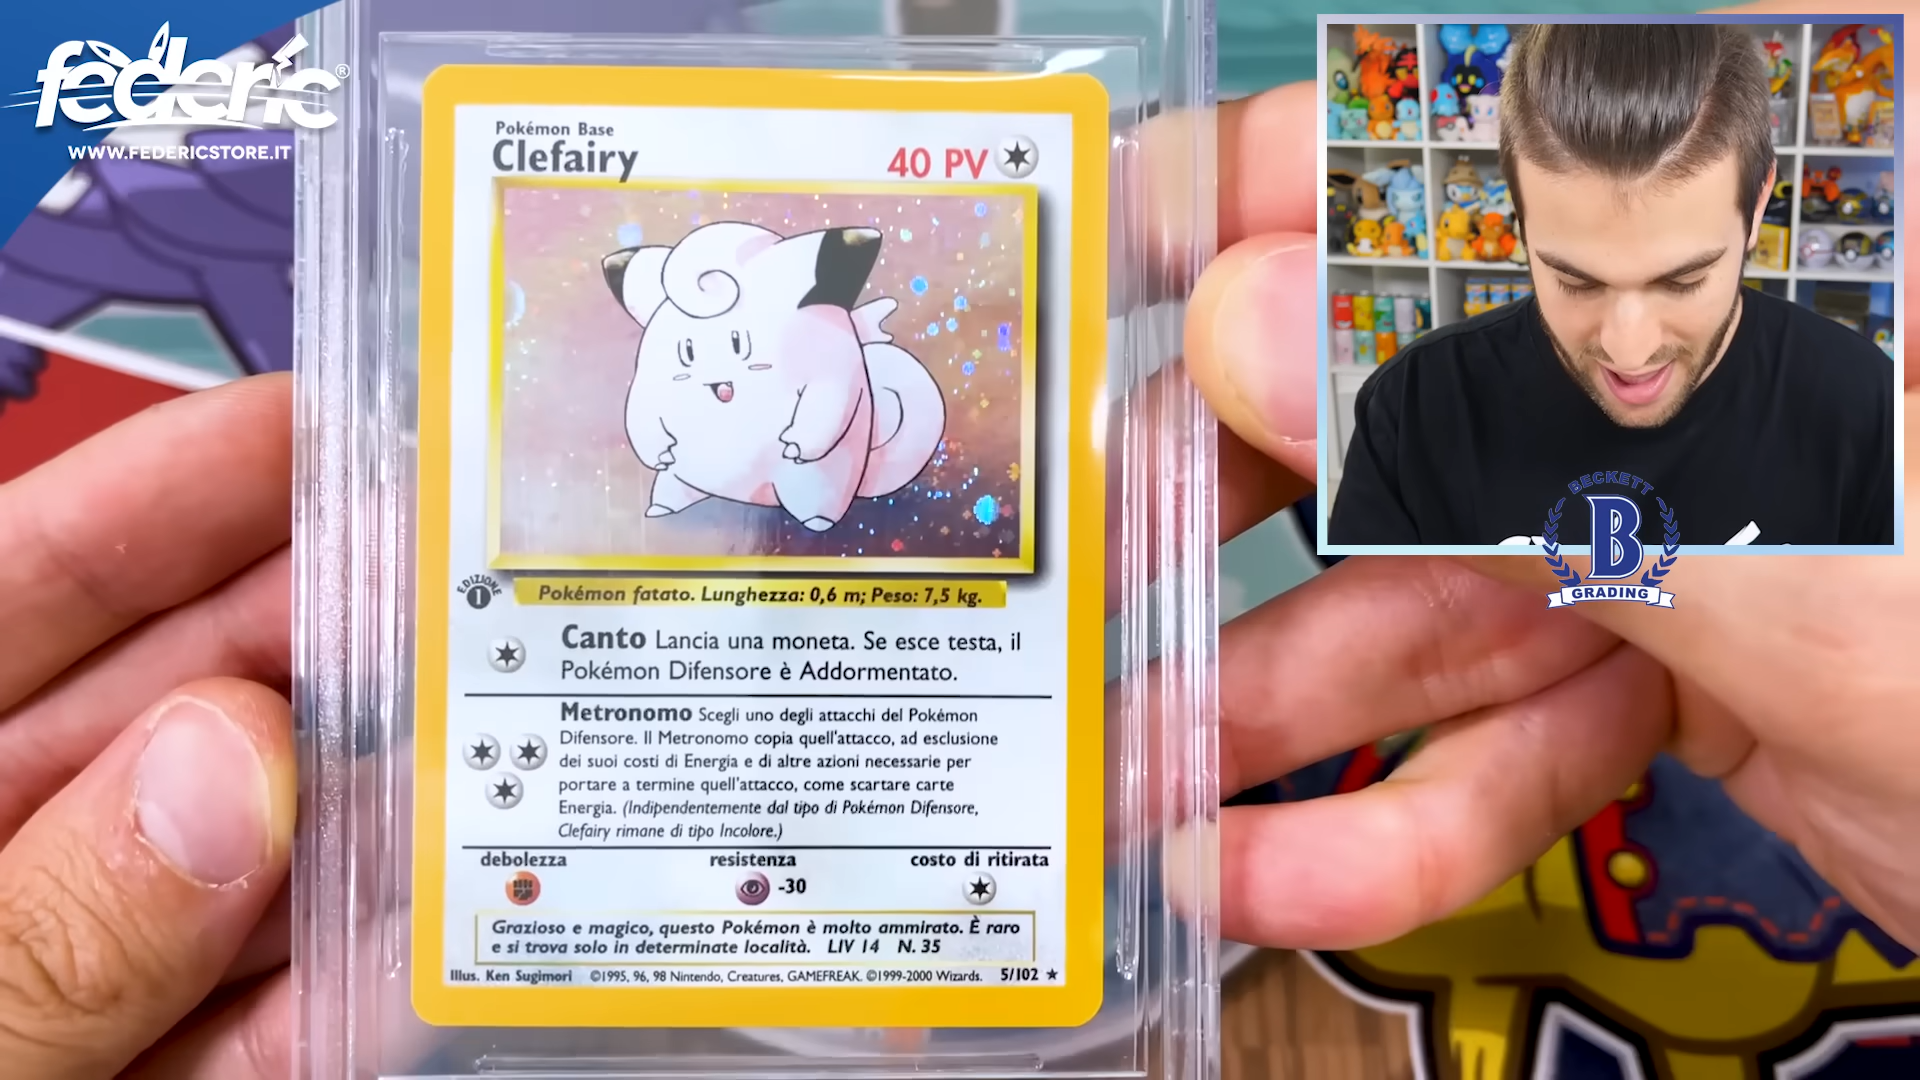 federic®
WWW.FEDERICSTORE.IT
Pokémon Base
Clefairy
40 PV
EDIZIONE
1
Pokémon fatato. Lunghezza: 0,6 m; Peso: 7,5 kg.
Canto Lancia una moneta. Se esce testa, il
Pokémon Difensore è Addormentato.
Metronomo Scegli uno degli attacchi del Pokémon
Difensore. Il Metronomo copia quell'attacco, ad esclusione
dei suoi costi di Energia e di altre azioni necessarie per
portare a termine quell'attacco, come scartare carte
Energia. (Indipendentemente dal tipo di Pokémon Difensore,
Clefairy rimane di tipo Incolore.)
debolezza resistenza costo di ritirata
-30
Grazioso e magico, questo Pokémon è molto ammirato. È raro
e si trova solo in determinate località. LIV 14 N. 35
Illus. Ken Sugimori ©1995, 96, 98 Nintendo, Creatures, GAMEFREAK. ©1999-2000 Wizards. 5/102 ★
BECKETT
B
GRADING